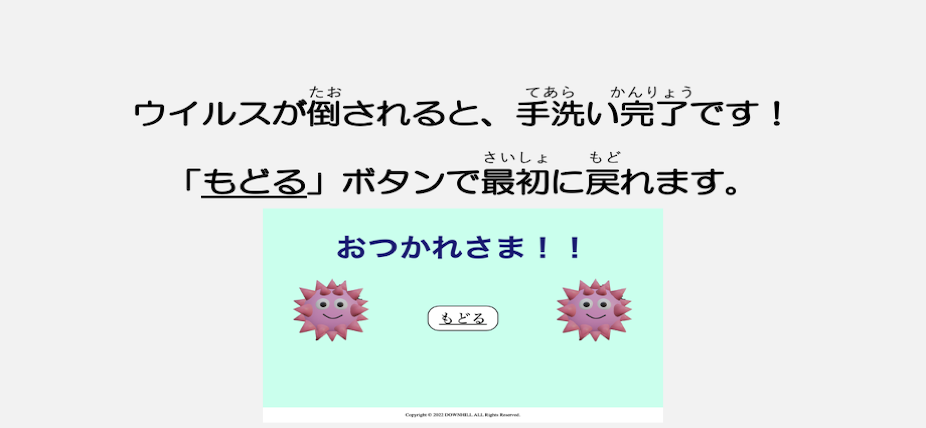 たお てあら かんりょう
ウイルスが倒されると、手洗い完了です！
さいしょ もど
「もどる」ボタンで最初に戻れます。
おつかれさま！！
もどる
Copyright © 2022 DOWNHILL ALL Rights Reserved.